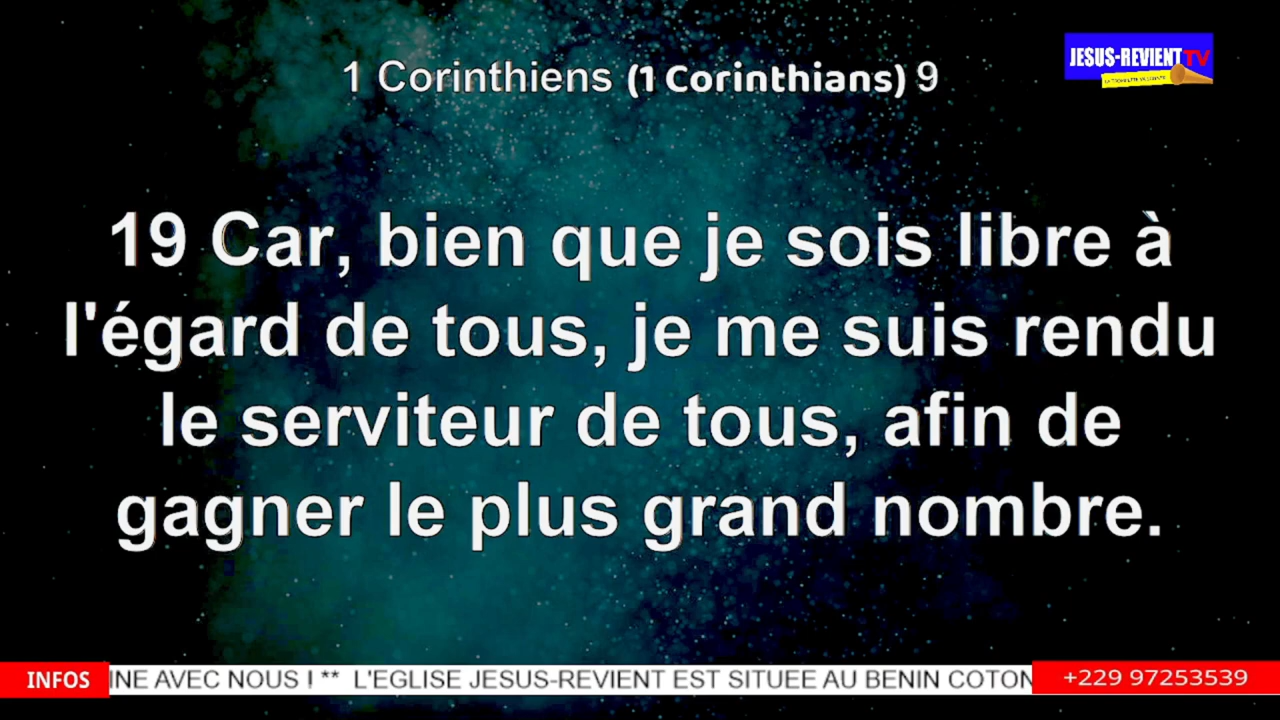 1 Corinthiens (1 Corinthians) 9
JESUS-REVIENT TV
19 Car, bien que je sois libre à
l'égard de tous, je me suis rendu
le serviteur de tous, afin de
gagner le plus grand nombre.
INFOS
INE AVEC NOUS ! ** L'EGLISE JESUS-REVIENT EST SITUEE AU BENIN COTON
+229 97253539